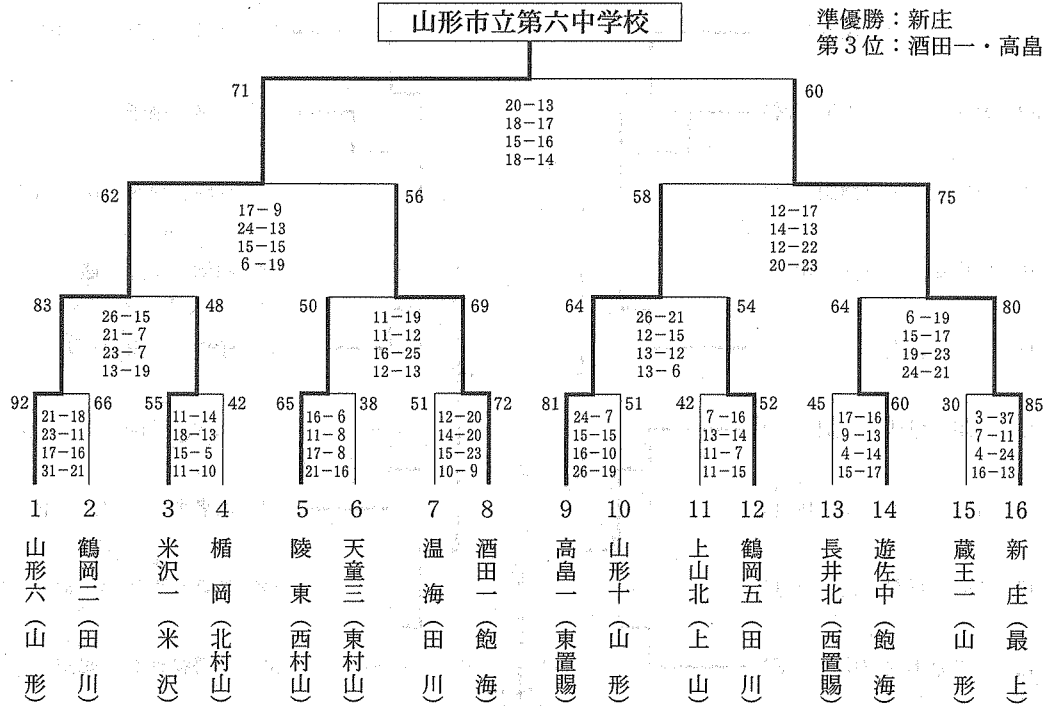 山形市立第六中学校
準優勝：新庄
第３位：酒田一・高畠
71 60
20－13
18－17
15－16
18－14
62 56 58 75
17－9 12－17
24－13 14－13
15－15 12－22
6－19 20－23
83 48 50 69 64 54 64 80
26－15 11－19 26－21 6－19
21－7 11－12 12－15 15－17
23－7 16－25 13－12 19－23
13－19 12－13 13－6 24－21
92 66 55 42 65 38 51 72 81 51 42 52 45 60 30 85
21－18 11－14 16－6 12－20 24－7 7－16 17－16 3－37
23－11 18－13 11－8 14－20 15－15 13－14 9－13 7－11
17－16 15－5 17－8 15－23 16－10 11－7 4－14 4－24
31－21 11－10 21－16 10－9 26－19 11－15 15－17 16－13
1 2 3 4 5 6 7 8 9 10 11 12 13 14 15 16
山形六（山形）
鶴岡二（田川）
米沢一（米沢）
楯岡（北村山）
陵東（西村山）
天童三（東村山）
温海（田川）
酒田一（飽海）
高畠一（東置賜）
山形十（山形）
上山北（上山）
鶴岡五（田川）
長井北（西置賜）
遊佐中（飽海）
蔵王一（山形）
新庄（最上）